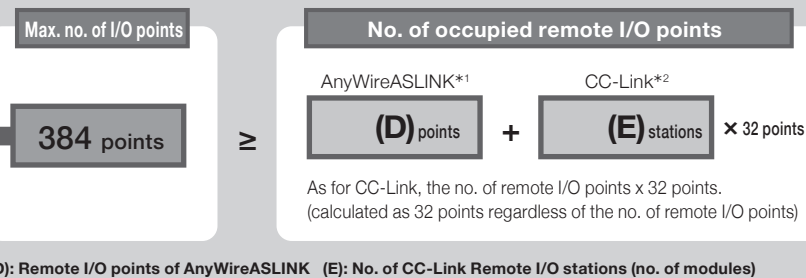 Max. no. of I/O points
No. of occupied remote I/O points
AnyWireASLINK*1
CC-Link*2
384 points
≥
(D) points
+
(E) stations
× 32 points
As for CC-Link, the no. of remote I/O points x 32 points.
(calculated as 32 points regardless of the no. of remote I/O points)
D): Remote I/O points of AnyWireASLINK (E): No. of CC-Link Remote I/O stations (no. of modules)